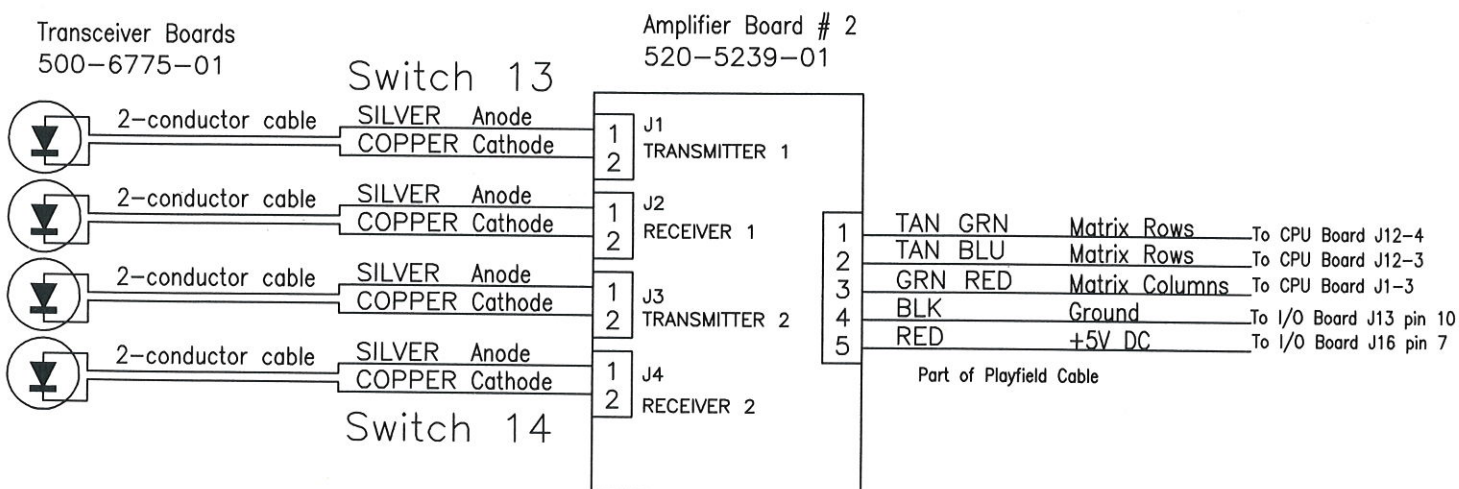 Transceiver Boards
500-6775-01
Amplifier Board # 2
520-5239-01
Switch 13
2-conductor cable SILVER Anode 1 J1
COPPER Cathode 2 TRANSMITTER 1
2-conductor cable SILVER Anode 1 J2
COPPER Cathode 2 RECEIVER 1
2-conductor cable SILVER Anode 1 J3
COPPER Cathode 2 TRANSMITTER 2
2-conductor cable SILVER Anode 1 J4
COPPER Cathode 2 RECEIVER 2
Switch 14
1 TAN GRN Matrix Rows To CPU Board J12-4
2 TAN BLU Matrix Rows To CPU Board J12-3
3 GRN RED Matrix Columns To CPU Board J1-3
4 BLK Ground To I/O Board J13 pin 10
5 RED +5V DC To I/O Board J16 pin 7
Part of Playfield Cable